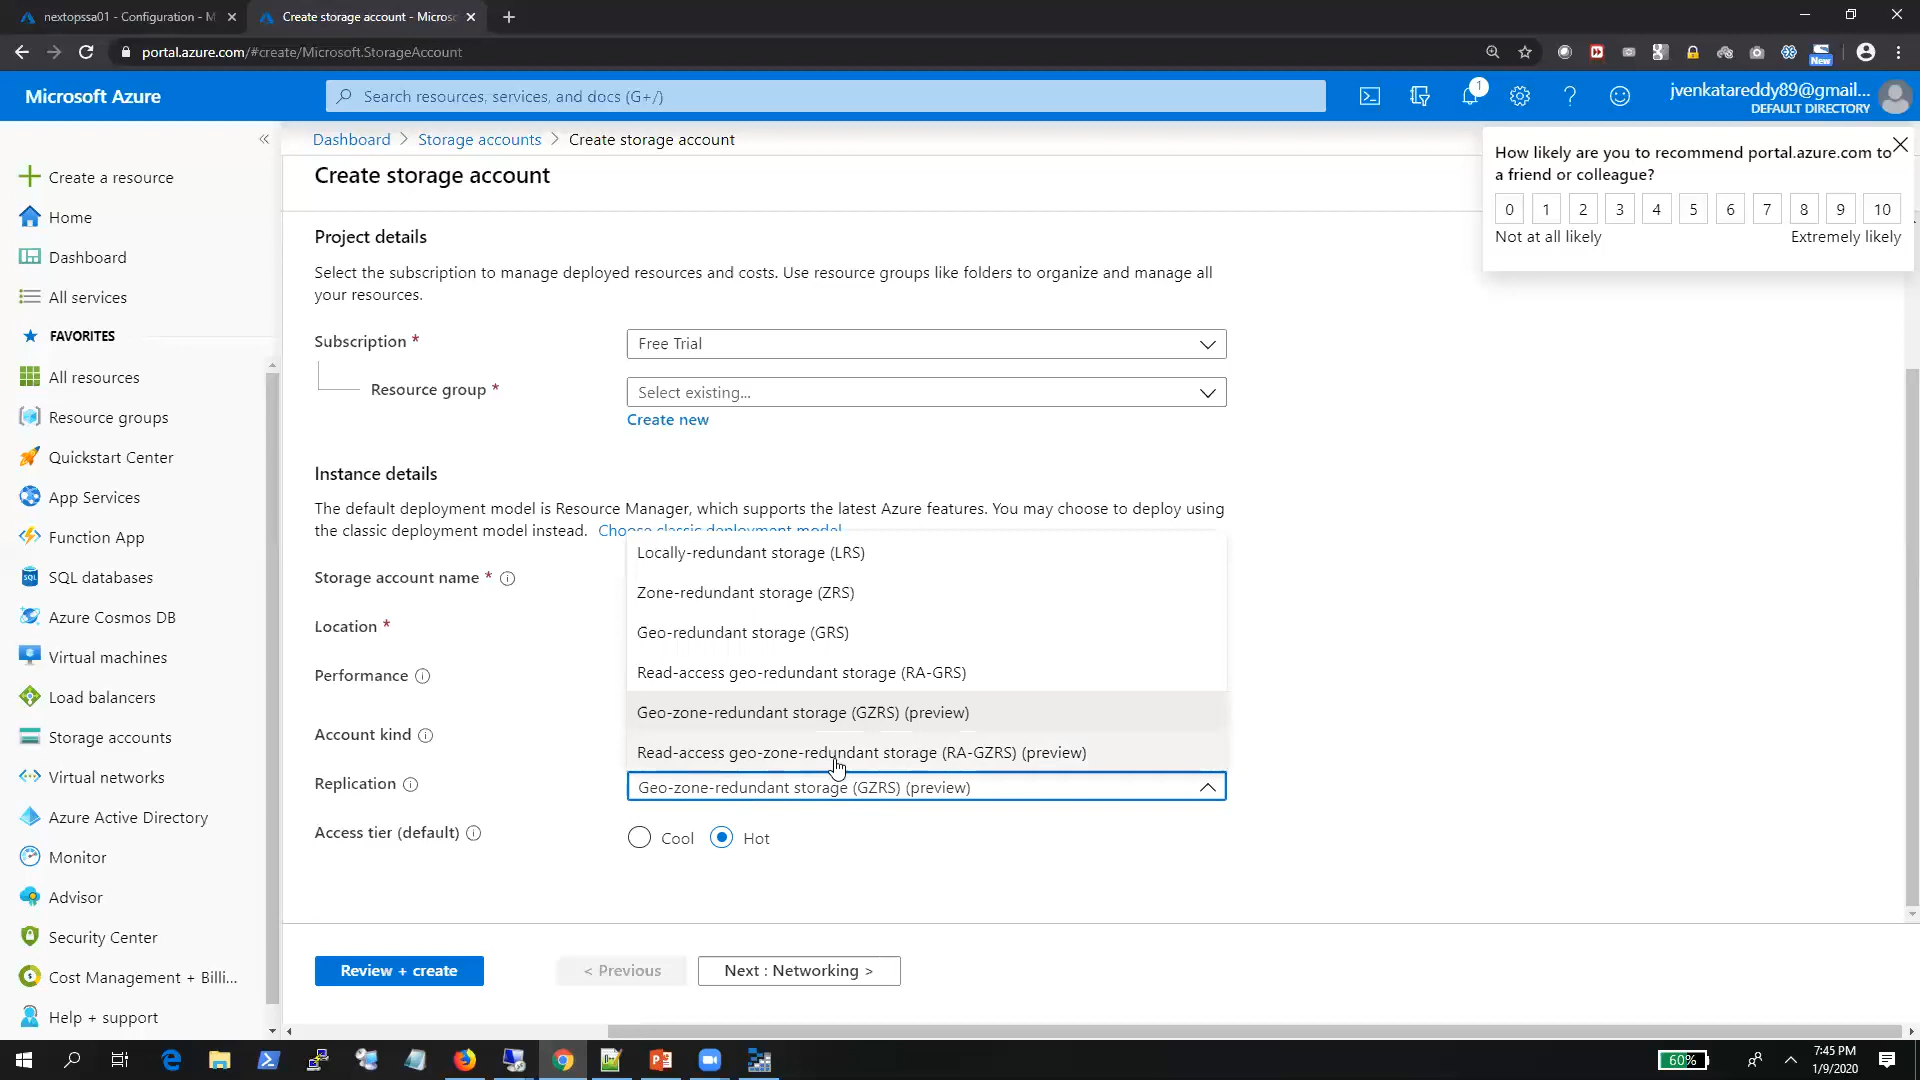 nextopssa01 - Configuration - M
Create storage account - Micros
portal.azure.com/#create/Microsoft.StorageAccount
New
Microsoft Azure
Search resources, services, and docs (G+/)
1
jvenkatareddy89@gmail...
DEFAULT DIRECTORY
Dashboard > Storage accounts > Create storage account
Create storage account
How likely are you to recommend portal.azure.com to
a friend or colleague?
0 1 2 3 4 5 6 7 8 9 10
Not at all likely Extremely likely
Create a resource
Home
Dashboard
All services
FAVORITES
All resources
Resource groups
Quickstart Center
App Services
Function App
SQL databases
Azure Cosmos DB
Virtual machines
Load balancers
Storage accounts
Virtual networks
Azure Active Directory
Monitor
Advisor
Security Center
Cost Management + Billi...
Help + support
Project details
Select the subscription to manage deployed resources and costs. Use resource groups like folders to organize and manage all
your resources.
Subscription * Free Trial
Resource group * Select existing...
Create new
Instance details
The default deployment model is Resource Manager, which supports the latest Azure features. You may choose to deploy using
the classic deployment model instead. Choose classic deployment model
Storage account name *
Location *
Performance
Account kind
Replication
Locally-redundant storage (LRS)
Zone-redundant storage (ZRS)
Geo-redundant storage (GRS)
Read-access geo-redundant storage (RA-GRS)
Geo-zone-redundant storage (GZRS) (preview)
Read-access geo-zone-redundant storage (RA-GZRS) (preview)
Geo-zone-redundant storage (GZRS) (preview)
Access tier (default) Cool Hot
Review + create < Previous Next : Networking >
60%
7:45 PM
1/9/2020